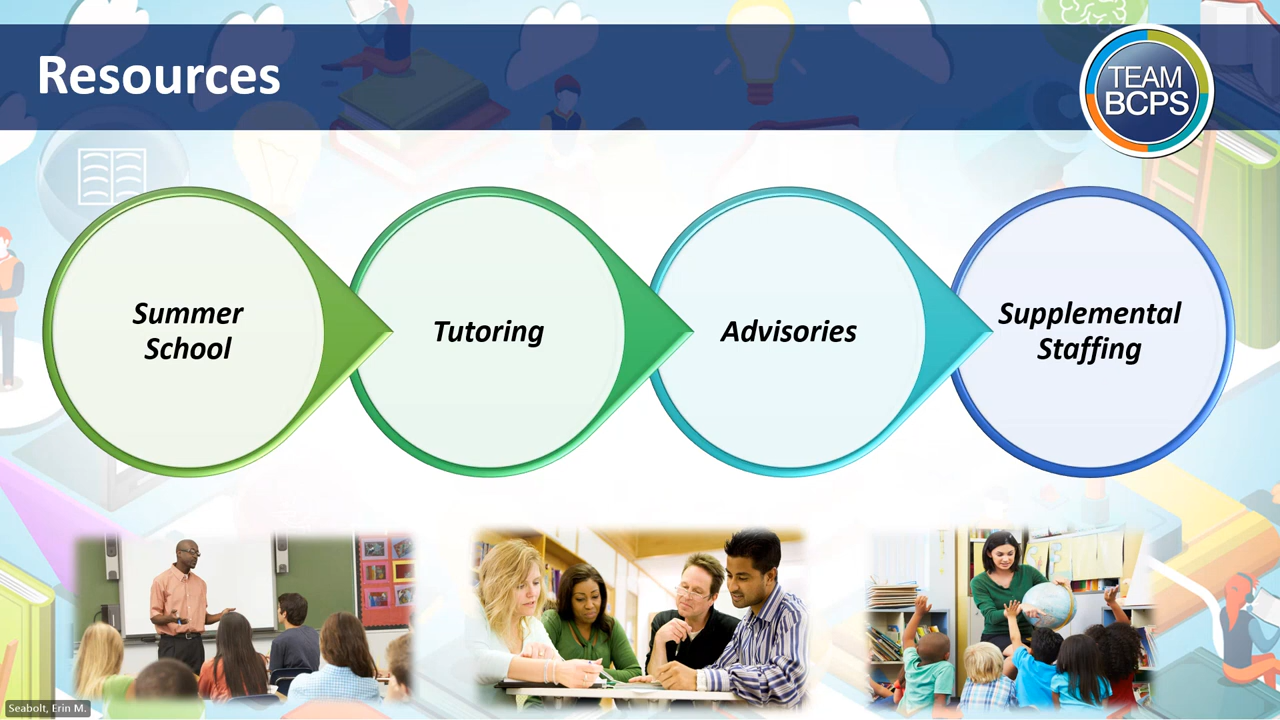 Resources
TEAM
BCPS
Summer
School
Tutoring
Advisories
Supplemental
Staffing
Seabolt, Erin M.